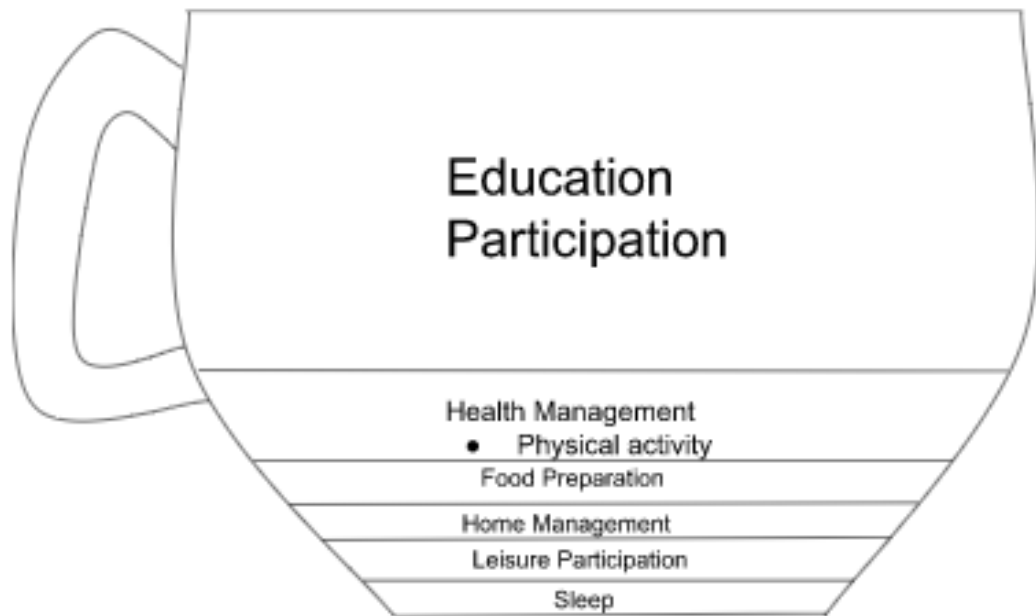 Education
Participation
Health Management
● Physical activity
Food Preparation
Home Management
Leisure Participation
Sleep